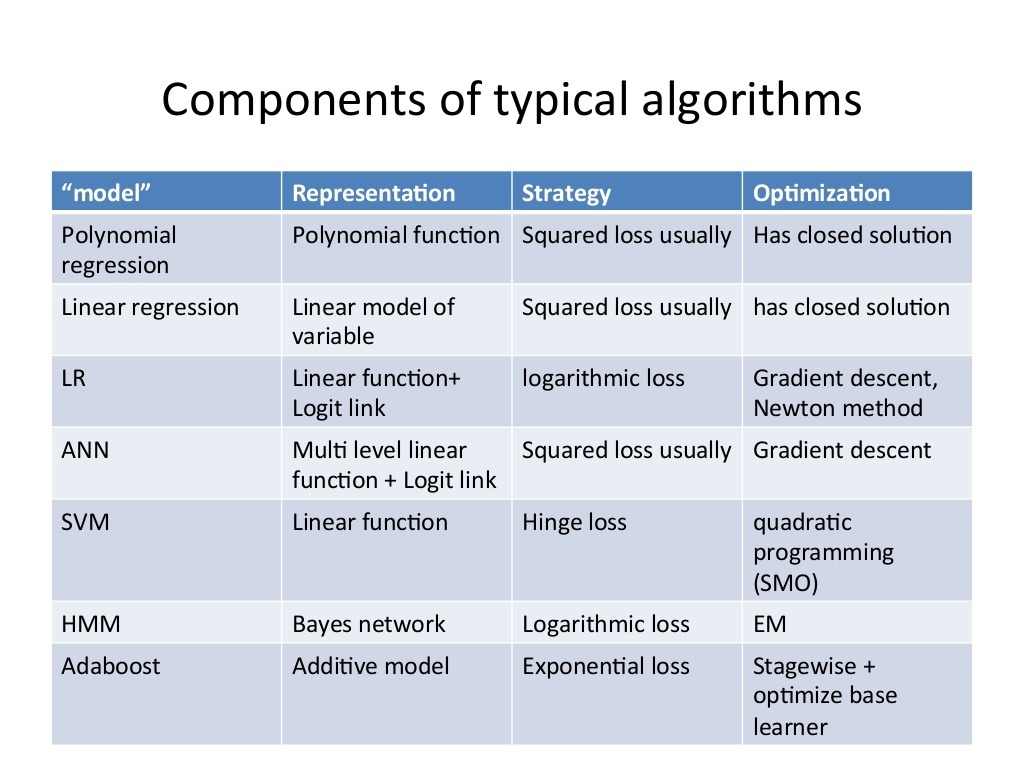 Components of typical algorithms
“model” Representation Strategy Optimization
Polynomial regression Polynomial function Squared loss usually Has closed solution
Linear regression Linear model of variable Squared loss usually has closed solution
LR Linear function+ Logit link logarithmic loss Gradient descent, Newton method
ANN Multi level linear function + Logit link Squared loss usually Gradient descent
SVM Linear function Hinge loss quadratic programming (SMO)
HMM Bayes network Logarithmic loss EM
Adaboost Additive model Exponential loss Stagewise + optimize base learner